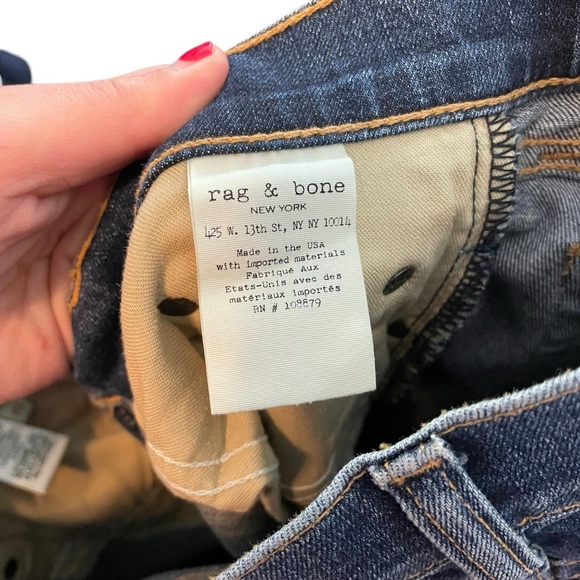 rag & bone
NEW YORK
425 W. 13th St, NY NY 10014
Made in the USA
with imported materials
Fabriqué Aux
Etats-Unis avec des
matériaux importés
RN # 108879